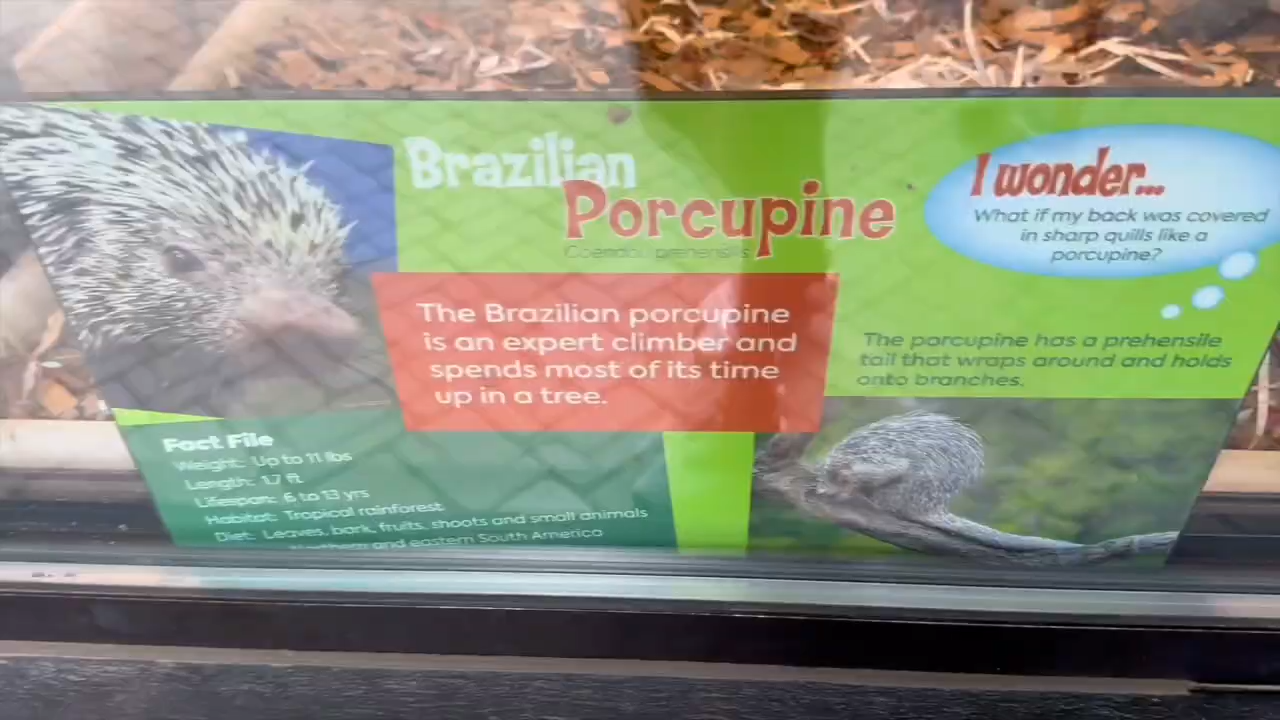 Brazilian
Porcupine
Coendou prehensilis
I wonder...
What if my back was covered
in sharp quills like a
porcupine?
The Brazilian porcupine
is an expert climber and
spends most of its time
up in a tree.
The porcupine has a prehensile
tail that wraps around and holds
onto branches.
Fact File
Weight: Up to 11 lbs
Length: 1.7 ft
Lifespan: 6 to 13 yrs
Habitat: Tropical rainforest
Diet: Leaves, bark, fruits, shoots and small animals
Northern and eastern South America